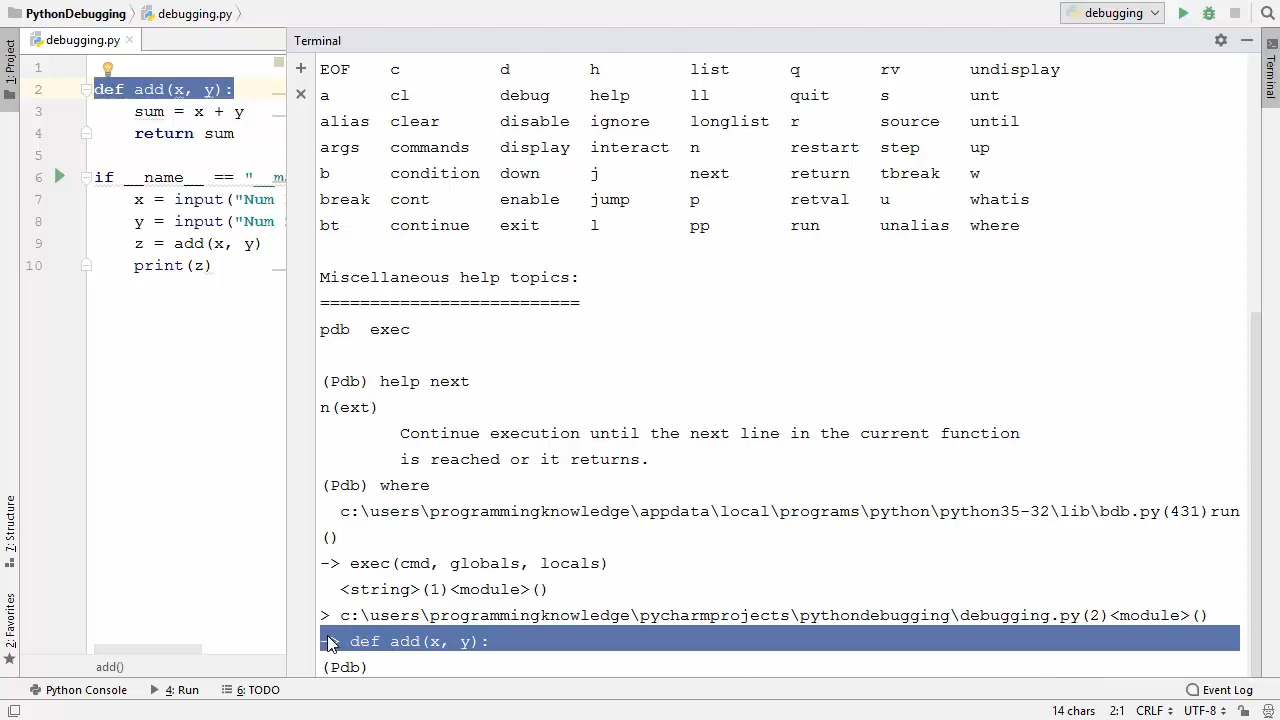 PythonDebugging
debugging.py
debugging
debugging.py
Terminal
1: Project
Terminal
1
2 def add(x, y):
3 sum = x + y
4 return sum
5
6 if __name__ == "__ma
7 x = input("Num
8 y = input("Num
9 z = add(x, y)
10 print(z)
EOF c d h list q rv undisplay
a cl debug help ll quit s unt
alias clear disable ignore longlist r source until
args commands display interact n restart step up
b condition down j next return tbreak w
break cont enable jump p retval u whatis
bt continue exit l pp run unalias where
Miscellaneous help topics:
==========================
pdb exec
(Pdb) help next
n(ext)
Continue execution until the next line in the current function
is reached or it returns.
(Pdb) where
c:\users\programmingknowledge\appdata\local\programs\python\python35-32\lib\bdb.py(431)run
()
-> exec(cmd, globals, locals)
<string>(1)<module>()
> c:\users\programmingknowledge\pycharmprojects\pythondebugging\debugging.py(2)<module>()
-> def add(x, y):
(Pdb)
7: Structure
2: Favorites
add()
Python Console 4: Run 6: TODO Event Log
14 chars 2:1 CRLF UTF-8